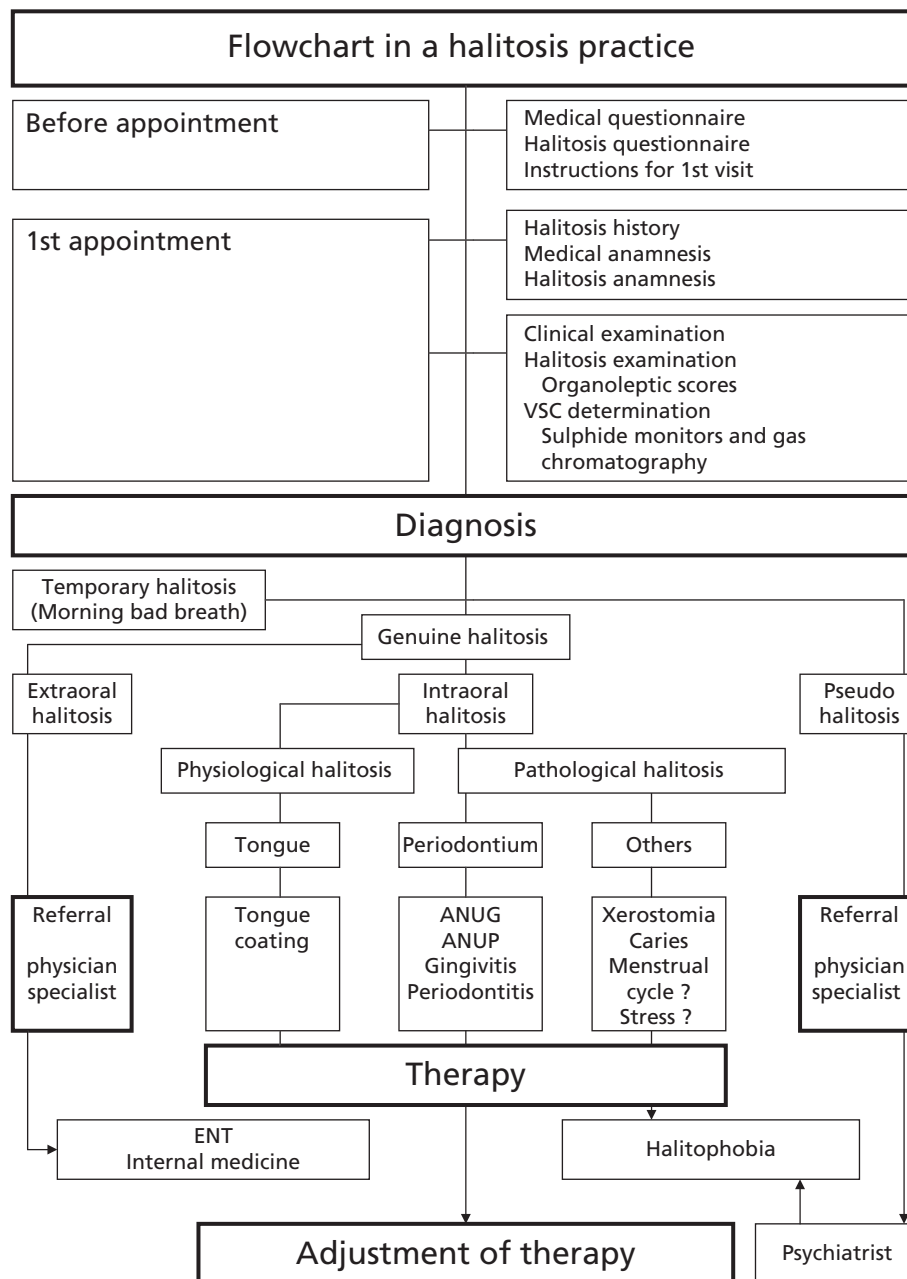 Flowchart in a halitosis practice
Before appointment
Medical questionnaire
Halitosis questionnaire
Instructions for 1st visit
1st appointment
Halitosis history
Medical anamnesis
Halitosis anamnesis
Clinical examination
Halitosis examination
Organoleptic scores
VSC determination
Sulphide monitors and gas
chromatography
Diagnosis
Temporary halitosis
(Morning bad breath)
Genuine halitosis
Extraoral
halitosis
Intraoral
halitosis
Pseudo
halitosis
Physiological halitosis
Pathological halitosis
Tongue
Periodontium
Others
Referral
physician
specialist
Tongue
coating
ANUG
ANUP
Gingivitis
Periodontitis
Xerostomia
Caries
Menstrual
cycle ?
Stress ?
Referral
physician
specialist
Therapy
ENT
Internal medicine
Halitophobia
Adjustment of therapy
Psychiatrist